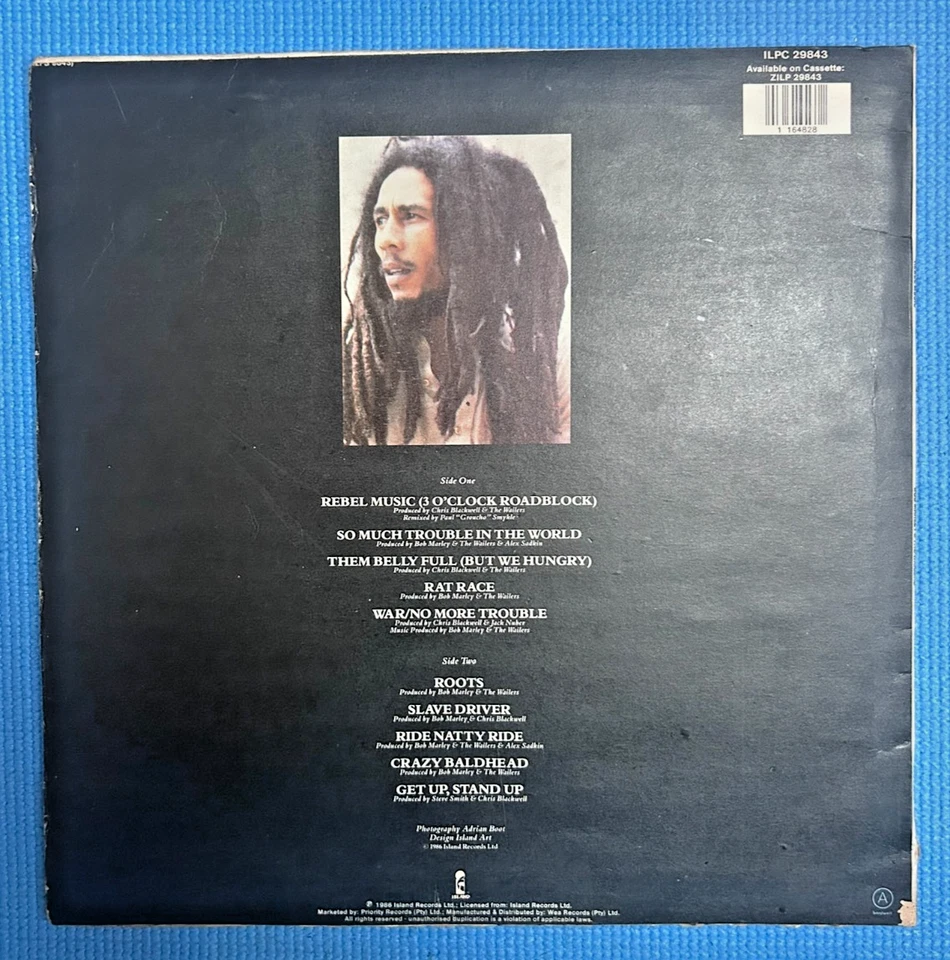 ILPC 29843
Available on Cassette:
ZILP 29843
1 164828
Side One
REBEL MUSIC (3 O'CLOCK ROADBLOCK)
Produced by Chris Blackwell & The Wailers
Remixed by Paul "Groucho" Smykle
SO MUCH TROUBLE IN THE WORLD
Produced by Bob Marley & The Wailers & Alex Sadkin
THEM BELLY FULL (BUT WE HUNGRY)
Produced by Chris Blackwell & The Wailers
RAT RACE
Produced by Bob Marley & The Wailers
WAR/NO MORE TROUBLE
Produced by Chris Blackwell & Jack Nuber
Music Produced by Bob Marley & The Wailers
Side Two
ROOTS
Produced by Bob Marley & The Wailers
SLAVE DRIVER
Produced by Bob Marley & Chris Blackwell
RIDE NATTY RIDE
Produced by Bob Marley & The Wailers & Alex Sadkin
CRAZY BALDHEAD
Produced by Bob Marley & The Wailers
GET UP, STAND UP
Produced by Steve Smith & Chris Blackwell
Photography Adrian Boot
Design Island Art
© 1986 Island Records Ltd
ISLAND
℗ 1986 Island Records Ltd.; Licensed from: Island Records Ltd.
Marketed by: Priority Records (Pty) Ltd.; Manufactured & Distributed by: Wea Records (Pty) Ltd.
All rights reserved - unauthorised duplication is a violation of applicable laws.
A